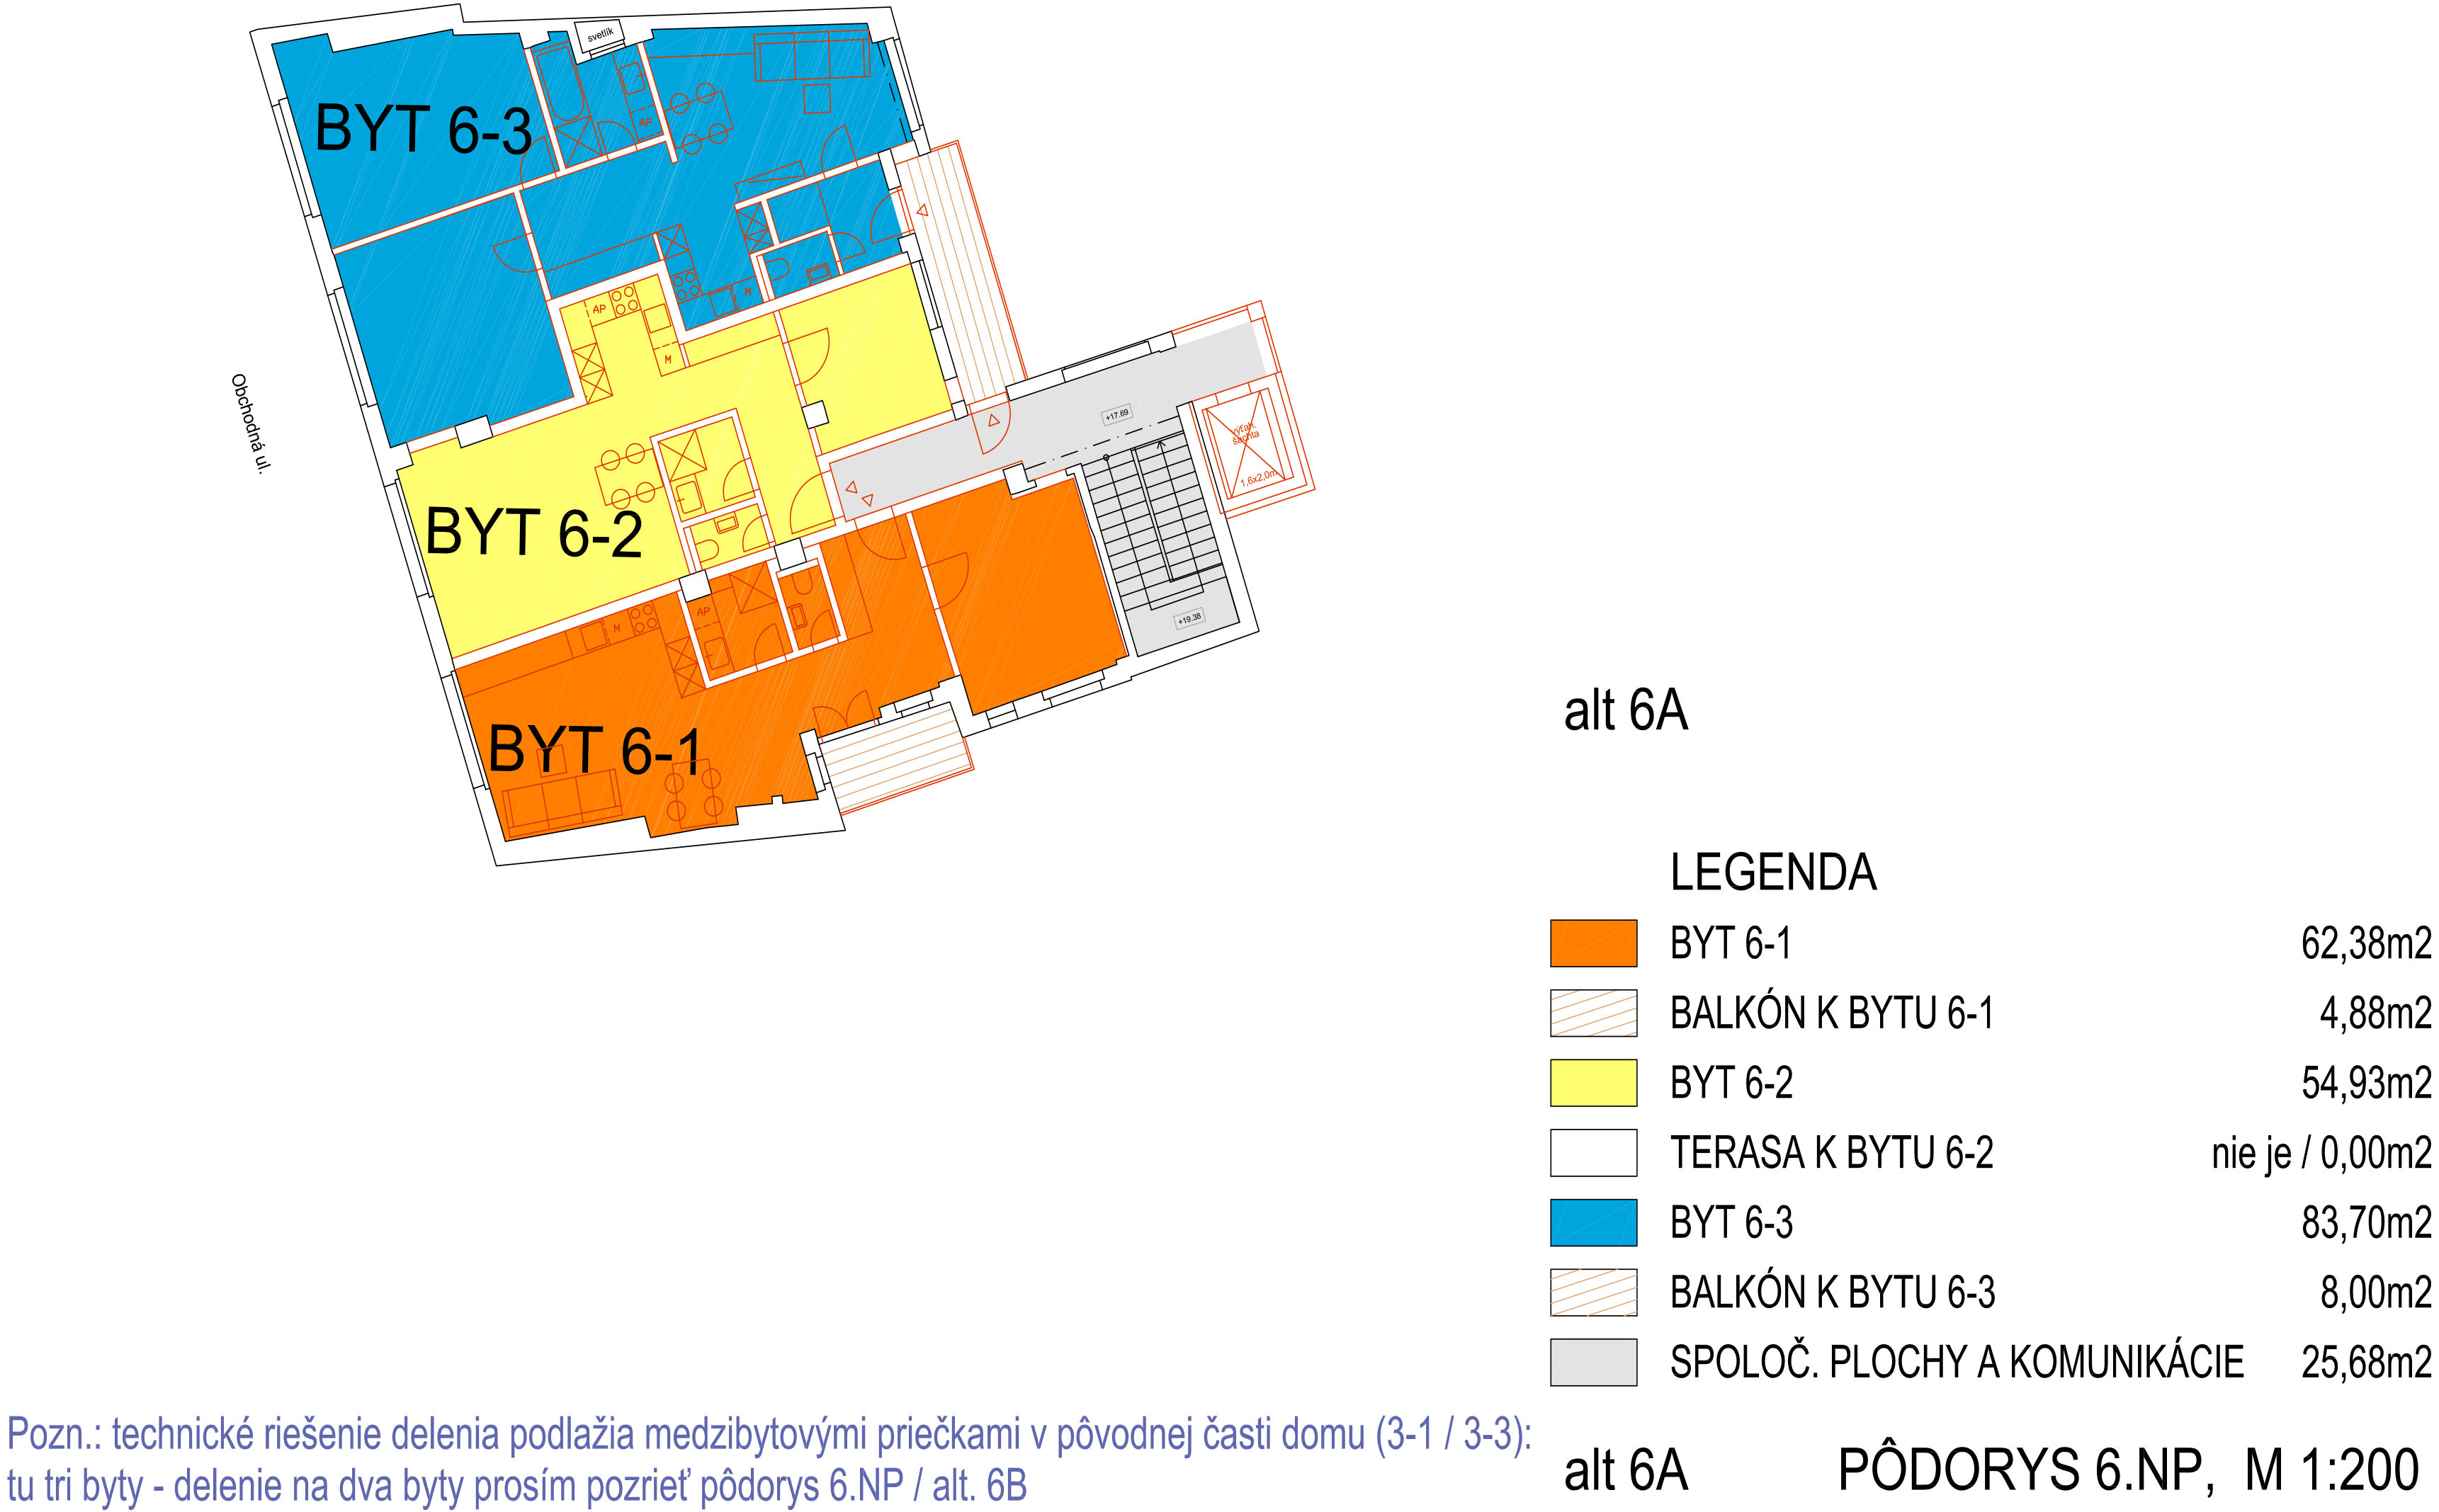 svetlík
BYT 6-3
AP
AP
M
M
Obchodná ul.
+17.69
výťah.
šachta
1,6x2,0m
BYT 6-2
+19.38
AP
M
BYT 6-1
alt 6A
LEGENDA
BYT 6-1 62,38m2
BALKÓN K BYTU 6-1 4,88m2
BYT 6-2 54,93m2
TERASA K BYTU 6-2 nie je / 0,00m2
BYT 6-3 83,70m2
BALKÓN K BYTU 6-3 8,00m2
SPOLOČ. PLOCHY A KOMUNIKÁCIE 25,68m2
Pozn.: technické riešenie delenia podlažia medzibytovými priečkami v pôvodnej časti domu (3-1 / 3-3):
tu tri byty - delenie na dva byty prosím pozrieť pôdorys 6.NP / alt. 6B
alt 6A PÔDORYS 6.NP, M 1:200